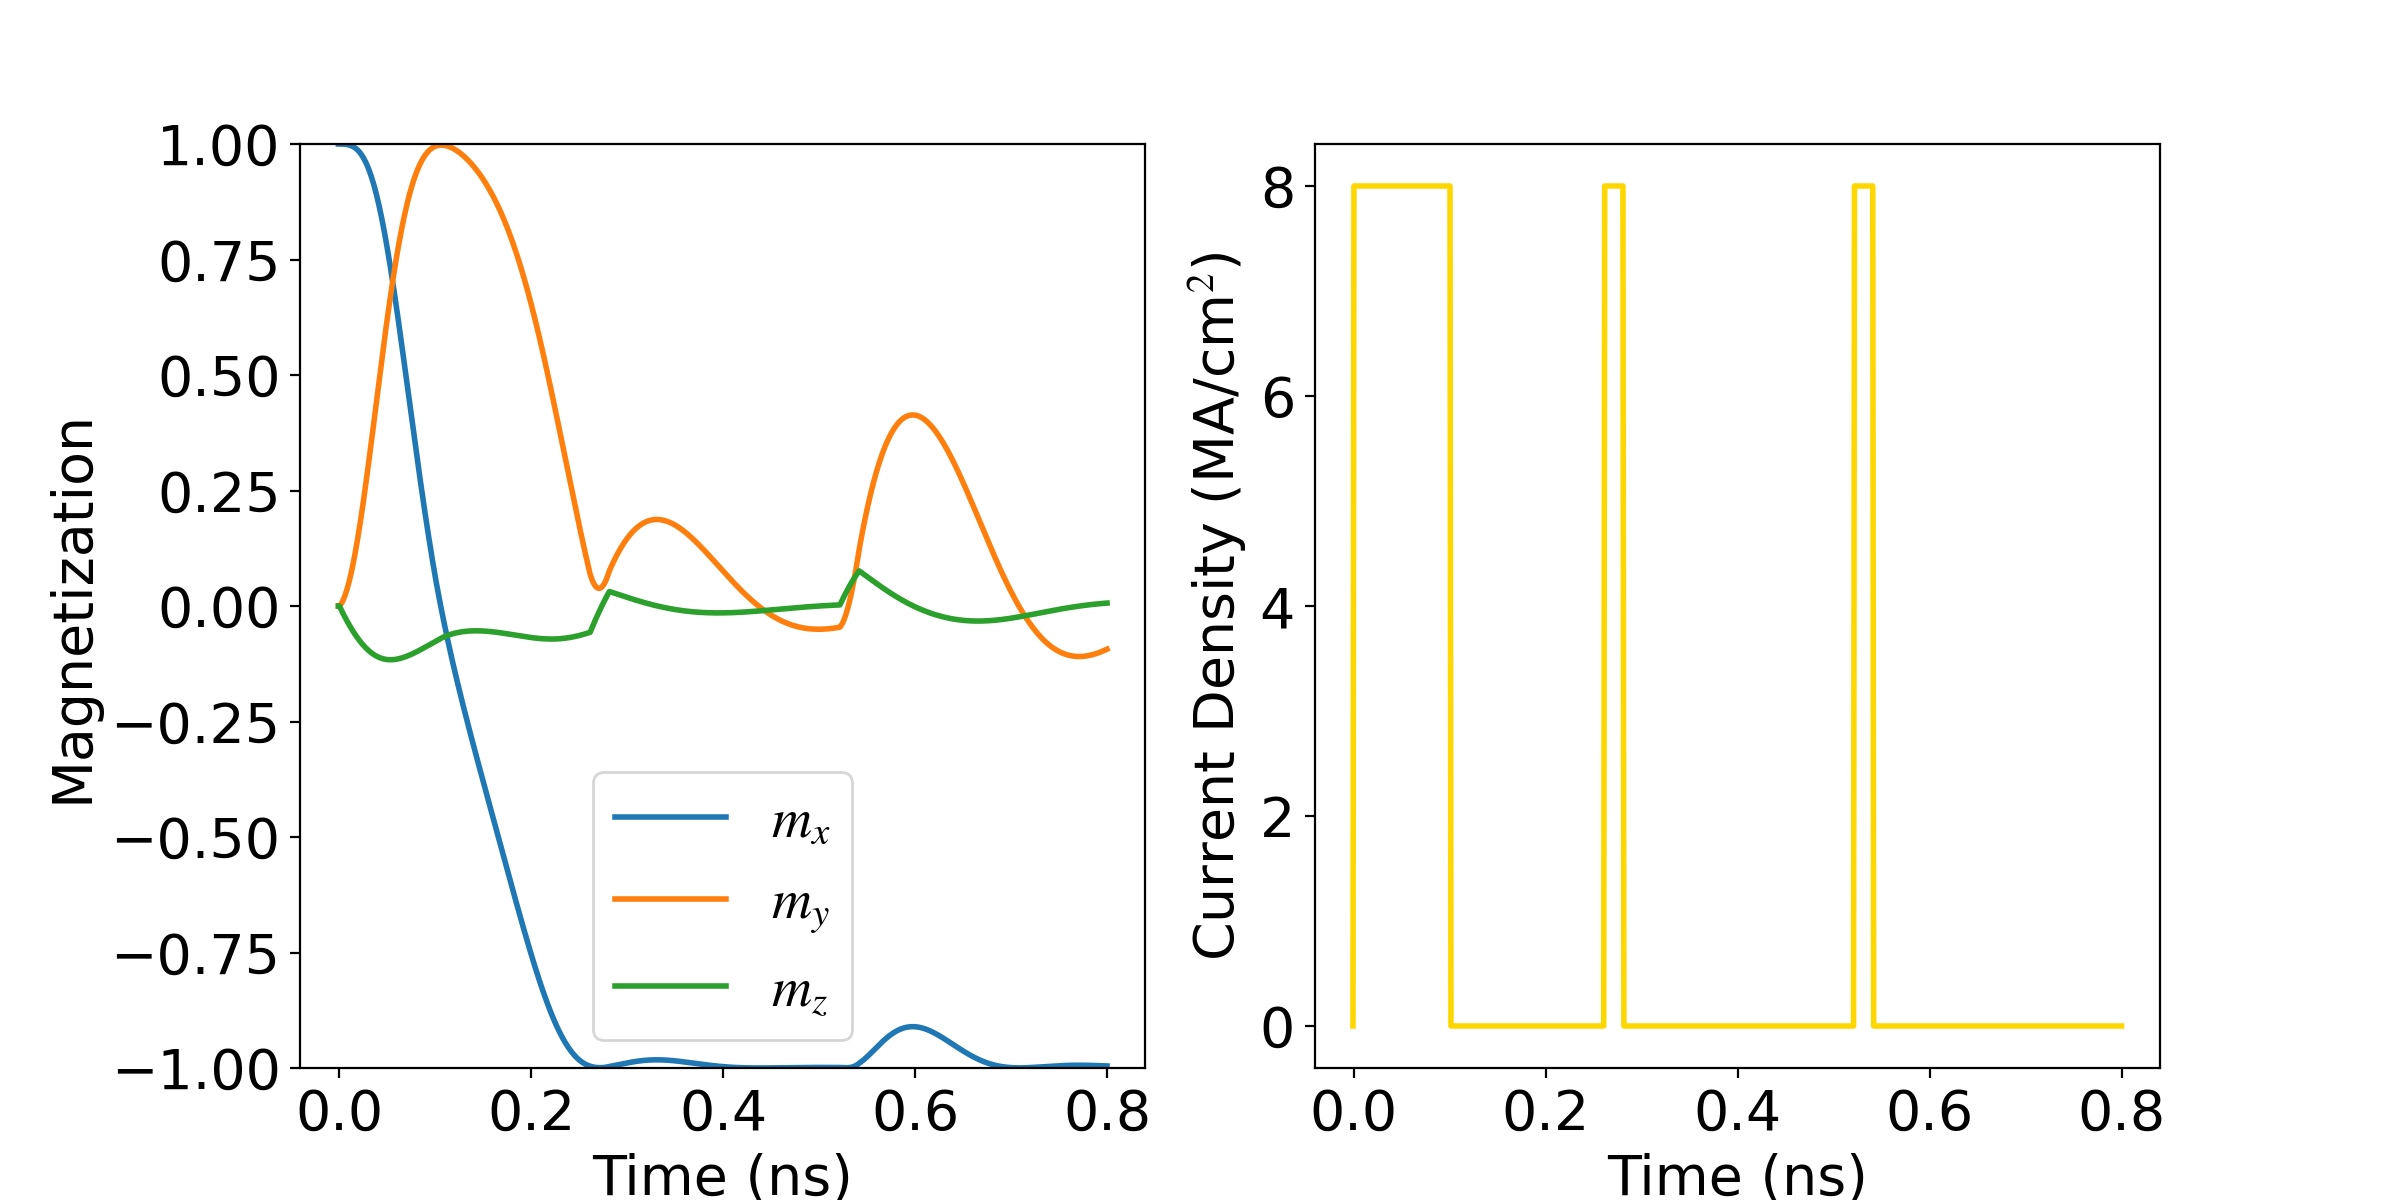 Magnetization
1.00
0.75
0.50
0.25
0.00
−0.25
−0.50
−0.75
−1.00
0.0 0.2 0.4 0.6 0.8
Time (ns)
m_x
m_y
m_z
Current Density (MA/cm²)
8
6
4
2
0
0.0 0.2 0.4 0.6 0.8
Time (ns)